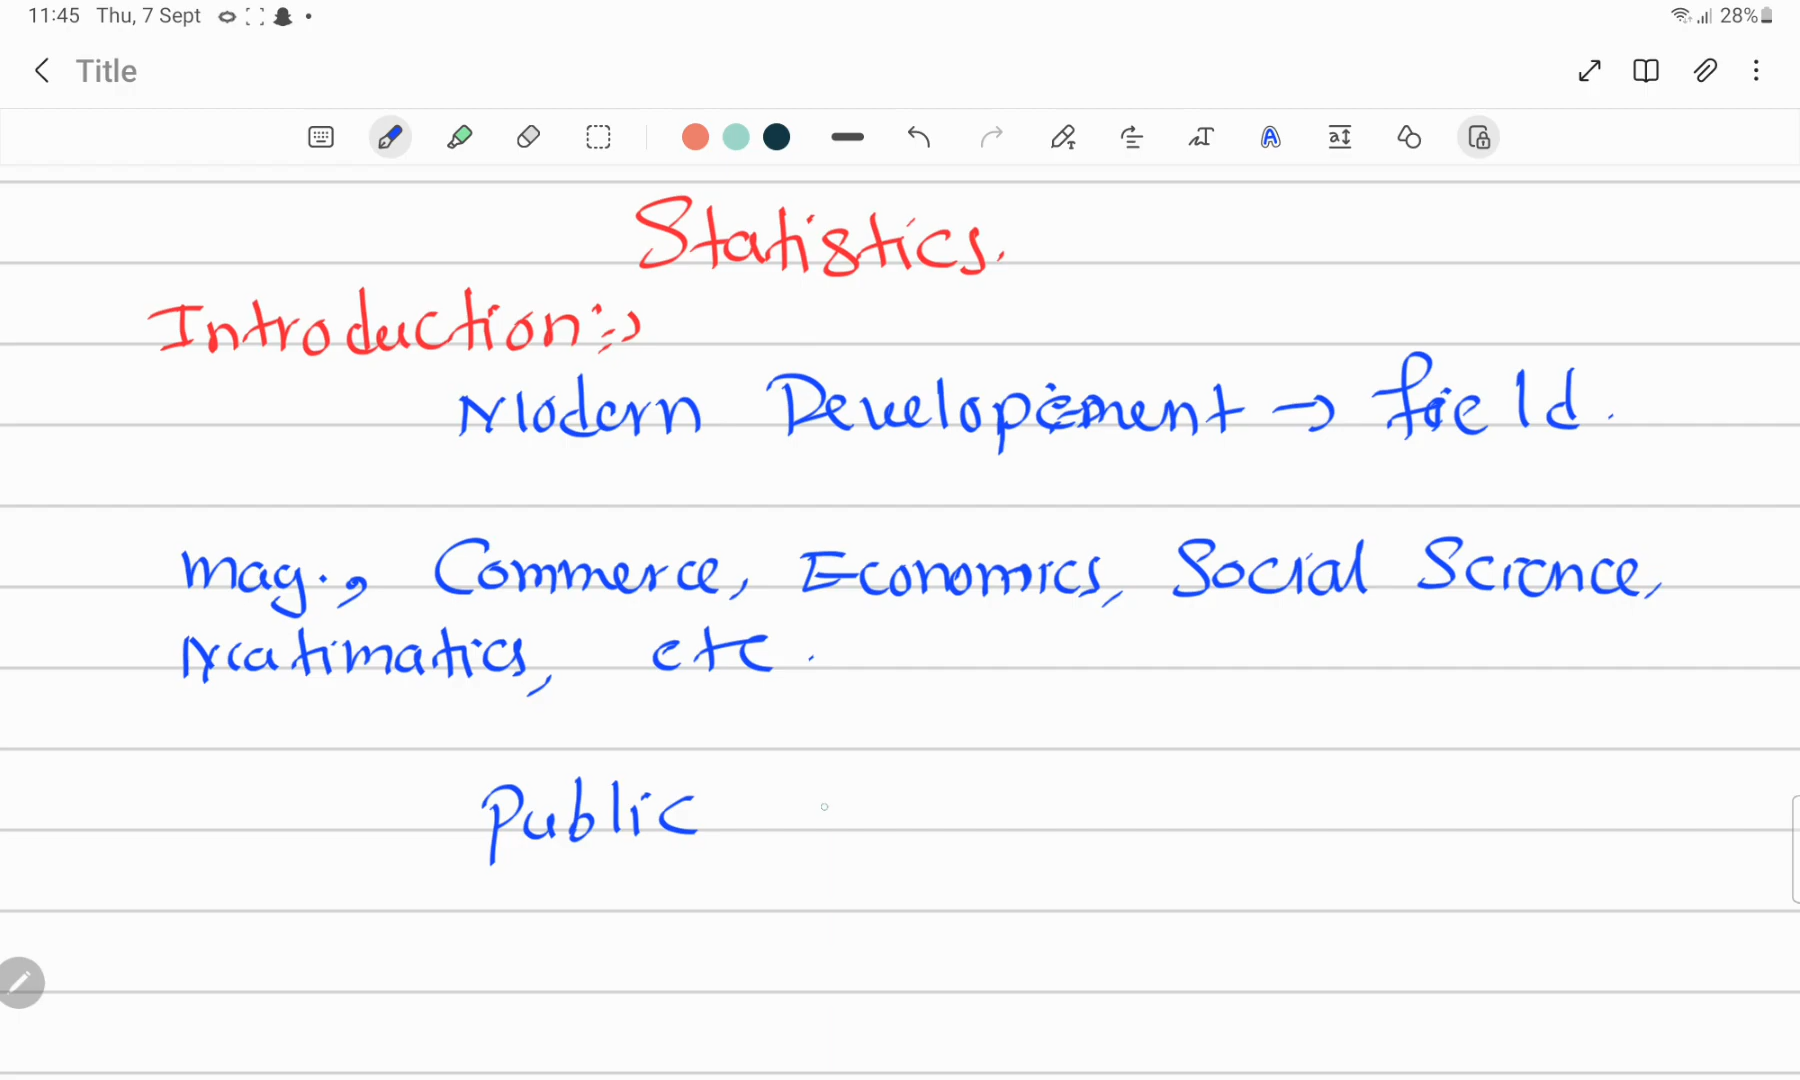 11:45 Thu, 7 Sept 28%
Title
Statistics.
Introduction:-
Modern Developement → field.
mag., Commerce, Economics, Social Science,
Matimatics, etc.
Public